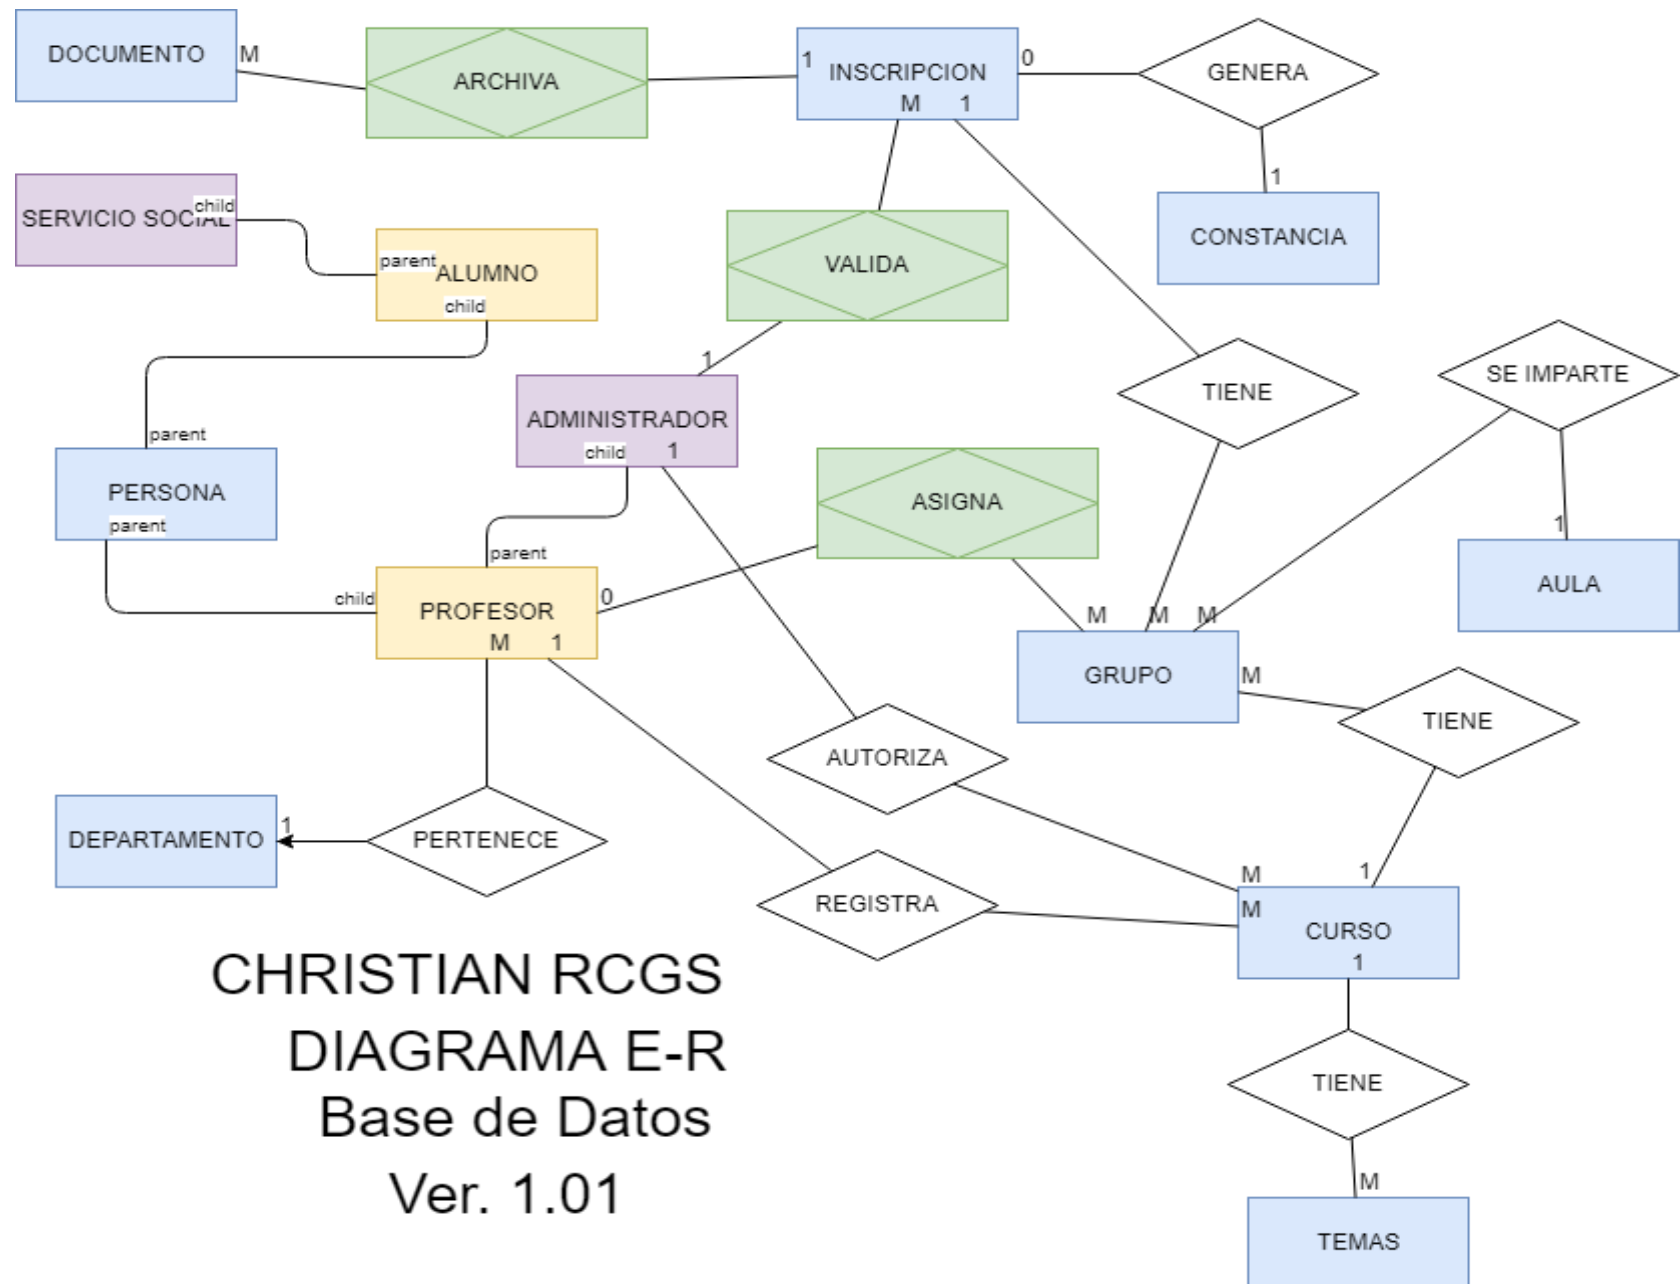 DOCUMENTO
M
ARCHIVA
1
INSCRIPCION
M 1
0
GENERA
1
CONSTANCIA
SERVICIO SOCIAL
child
parent
ALUMNO
child
VALIDA
1
ADMINISTRADOR
child
1
TIENE
SE IMPARTE
1
AULA
parent
PERSONA
parent
child
parent
PROFESOR
M 1
0
ASIGNA
M
M
M
GRUPO
M
TIENE
AUTORIZA
DEPARTAMENTO
1
PERTENECE
REGISTRA
M
M
1
CURSO
1
TIENE
M
TEMAS
CHRISTIAN RCGS
DIAGRAMA E-R
Base de Datos
Ver. 1.01